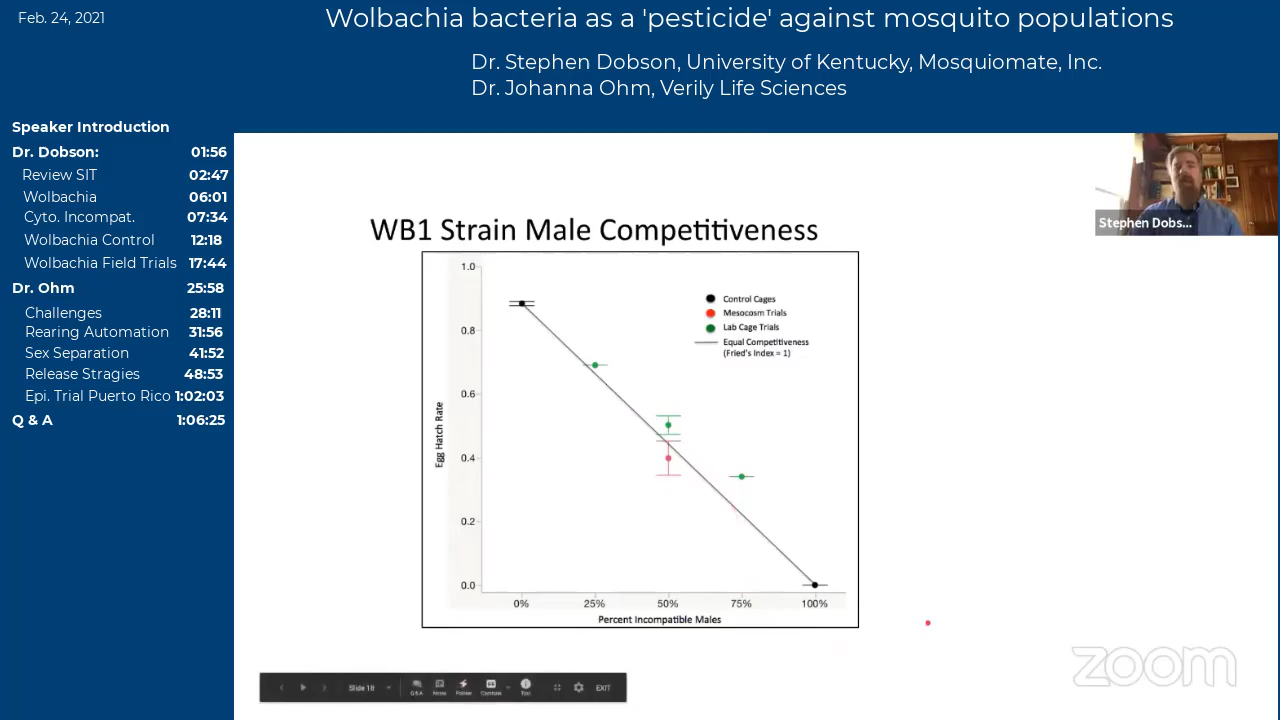 Feb. 24, 2021
Wolbachia bacteria as a 'pesticide' against mosquito populations
Dr. Stephen Dobson, University of Kentucky, Mosquiomate, Inc.
Dr. Johanna Ohm, Verily Life Sciences
Speaker Introduction
Dr. Dobson: 01:56
Review SIT 02:47
Wolbachia 06:01
Cyto. Incompat. 07:34
Wolbachia Control 12:18
Wolbachia Field Trials 17:44
Dr. Ohm 25:58
Challenges 28:11
Rearing Automation 31:56
Sex Separation 41:52
Release Stragies 48:53
Epi. Trial Puerto Rico 1:02:03
Q & A 1:06:25
Stephen Dobs...
WB1 Strain Male Competitiveness
1.0
0.8
0.6
0.4
0.2
0.0
Egg Hatch Rate
Control Cages
Mesocosm Trials
Lab Cage Trials
Equal Competitiveness
(Fried's Index = 1)
0% 25% 50% 75% 100%
Percent Incompatible Males
Slide 18
Q&A Notes Pointer Captions Tips EXIT
zoom